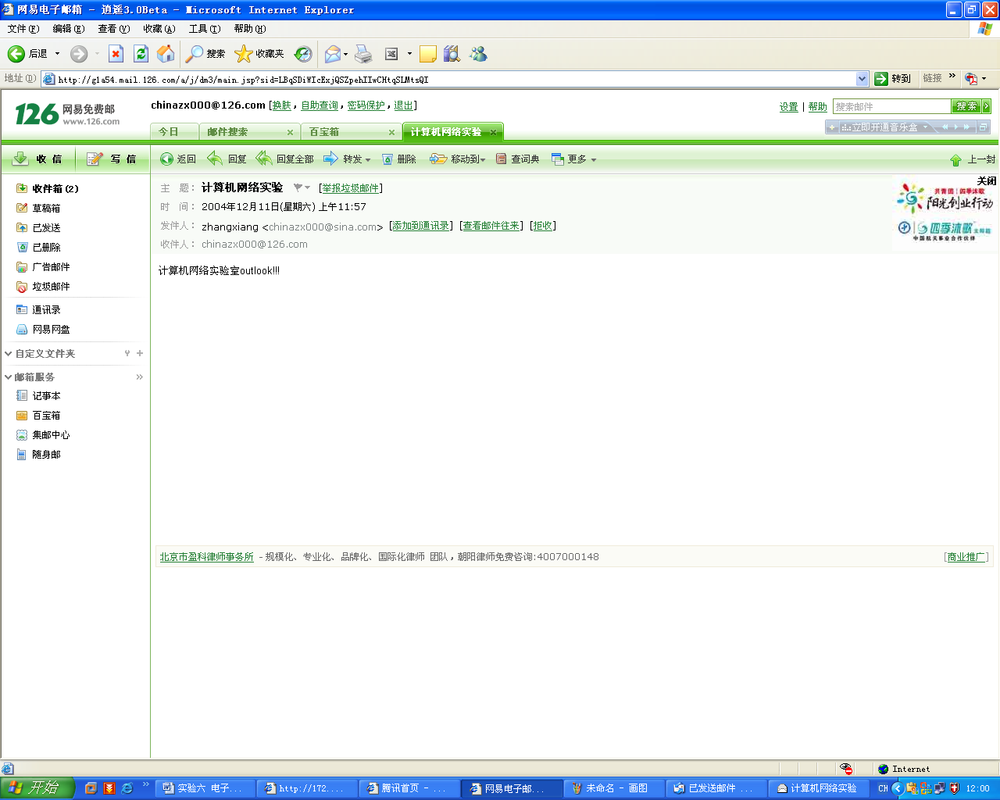 网易电子邮箱 - 逍遥3.0Beta - Microsoft Internet Explorer
文件(F) 编辑(E) 查看(V) 收藏(A) 工具(T) 帮助(H)
后退 搜索 收藏夹
地址(D) http://g1a54.mail.126.com/a/j/dm3/main.jsp?sid=LBqSDiWIcExjQSZpehIIwCHtqSLMtsQI 转到 链接 »
126 网易免费邮
www.126.com
chinazx000@126.com [换肤, 自助查询, 密码保护, 退出]
设置 | 帮助 搜索邮件 搜索
今日 邮件搜索 百宝箱 计算机网络实验
立即开通音乐盒
收 信 写 信
返回 回复 回复全部 转发 删除 移动到 查词典 更多 上一封
收件箱(2)
草稿箱
已发送
已删除
广告邮件
垃圾邮件
通讯录
网易网盘
自定义文件夹
邮箱服务
记事本
百宝箱
集邮中心
随身邮
主 题: 计算机网络实验 [举报垃圾邮件]
时 间: 2004年12月11日(星期六) 上午11:57
发件人: zhangxiang <chinazx000@sina.com> [添加到通讯录] [查看邮件往来] [拒收]
收件人: chinazx000@126.com
关闭
共青团 四季沐歌
阳光创业行动
四季沐歌 太阳能
中国航天事业合作伙伴
计算机网络实验室outlook!!!
北京市盈科律师事务所 - 规模化、专业化、品牌化、国际化律师 团队，朝阳律师免费咨询:4007000148 [商业推广]
Internet
开始 实验六 电子... http://172.... 腾讯首页 - ... 网易电子邮... 未命名 - 画图 已发送邮件 ... 计算机网络实验 CH 12:00